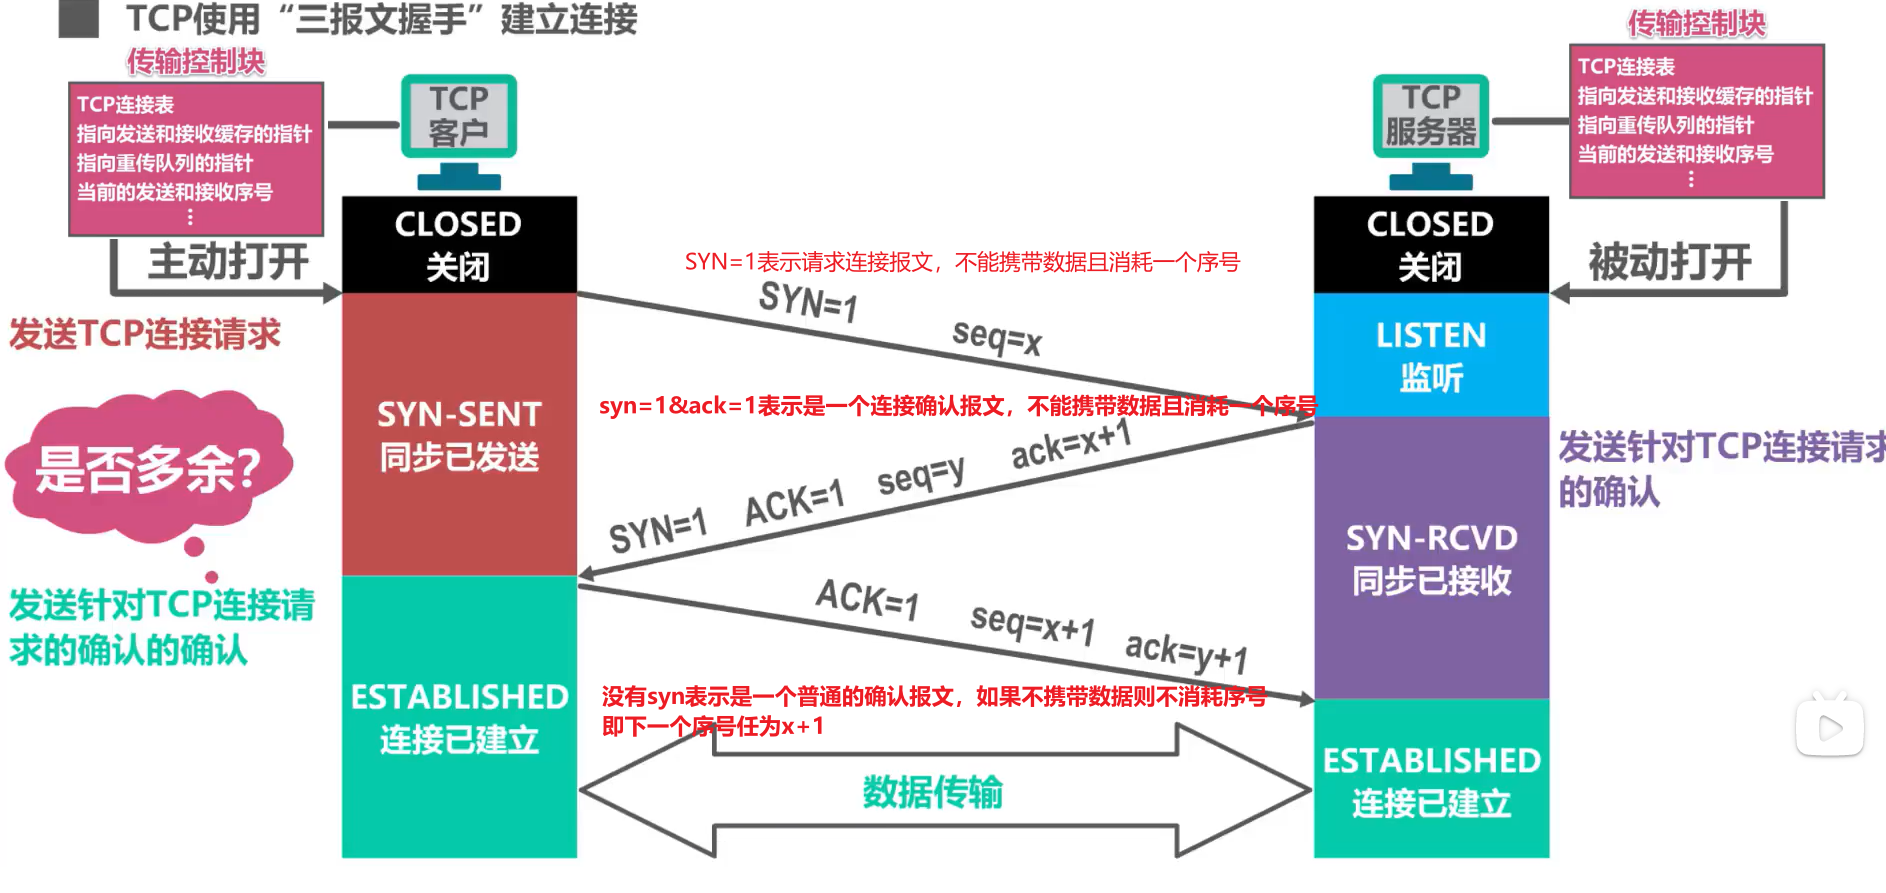 TCP使用“三报文握手”建立连接
传输控制块
TCP连接表
指向发送和接收缓存的指针
指向重传队列的指针
当前的发送和接收序号
⋮
TCP
客户
传输控制块
TCP连接表
指向发送和接收缓存的指针
指向重传队列的指针
当前的发送和接收序号
⋮
TCP
服务器
CLOSED
关闭
CLOSED
关闭
主动打开
被动打开
SYN=1表示请求连接报文，不能携带数据且消耗一个序号
SYN=1 seq=x
发送TCP连接请求
LISTEN
监听
SYN-SENT
同步已发送
syn=1&ack=1表示是一个连接确认报文，不能携带数据且消耗一个序号
SYN=1 ACK=1 seq=y ack=x+1
发送针对TCP连接请求
的确认
是否多余？
SYN-RCVD
同步已接收
发送针对TCP连接请
求的确认的确认
ACK=1 seq=x+1 ack=y+1
ESTABLISHED
连接已建立
没有syn表示是一个普通的确认报文，如果不携带数据则不消耗序号
即下一个序号任为x+1
数据传输
ESTABLISHED
连接已建立